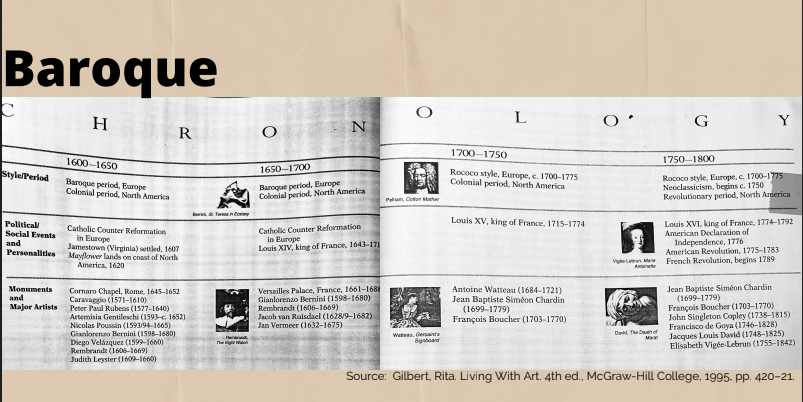 Baroque
C H R O N O L O G Y
1600–1650
1650–1700
1700–1750
1750–1800
Style/Period
Baroque period, Europe
Colonial period, North America
Bernini, St. Teresa in Ecstasy
Baroque period, Europe
Colonial period, North America
Pelham, Cotton Mather
Rococo style, Europe, c. 1700–1775
Colonial period, North America
Rococo style, Europe, c. 1700–1775
Neoclassicism, begins c. 1750
Revolutionary period, North America
Political/
Social Events
and
Personalities
Catholic Counter Reformation
in Europe
Jamestown (Virginia) settled, 1607
Mayflower lands on coast of North
America, 1620
Catholic Counter Reformation
in Europe
Louis XIV, king of France, 1643–171
Louis XV, king of France, 1715–1774
Vigée-Lebrun, Marie
Antoinette
Louis XVI, king of France, 1774–1792
American Declaration of
Independence, 1776
American Revolution, 1775–1783
French Revolution, begins 1789
Monuments
and
Major Artists
Cornaro Chapel, Rome, 1645–1652
Caravaggio (1571–1610)
Peter Paul Rubens (1577–1640)
Artemisia Gentileschi (1593–c. 1652)
Nicolas Poussin (1593/94–1665)
Gianlorenzo Bernini (1598–1680)
Diego Velázquez (1599–1660)
Rembrandt (1606–1669)
Judith Leyster (1609–1660)
Rembrandt,
The Night Watch
Versailles Palace, France, 1661–1688
Gianlorenzo Bernini (1598–1680)
Rembrandt (1606–1669)
Jacob van Ruisdael (1628/9–1682)
Jan Vermeer (1632–1675)
Watteau, Gersaint's
Signboard
Antoine Watteau (1684–1721)
Jean Baptiste Siméon Chardin
(1699–1779)
François Boucher (1703–1770)
David, The Death of
Marat
Jean Baptiste Siméon Chardin
(1699–1779)
François Boucher (1703–1770)
John Singleton Copley (1738–1815)
Francisco de Goya (1746–1828)
Jacques Louis David (1748–1825)
Elisabeth Vigée-Lebrun (1755–1842)
Source: Gilbert, Rita. Living With Art. 4th ed., McGraw-Hill College, 1995, pp. 420–21.